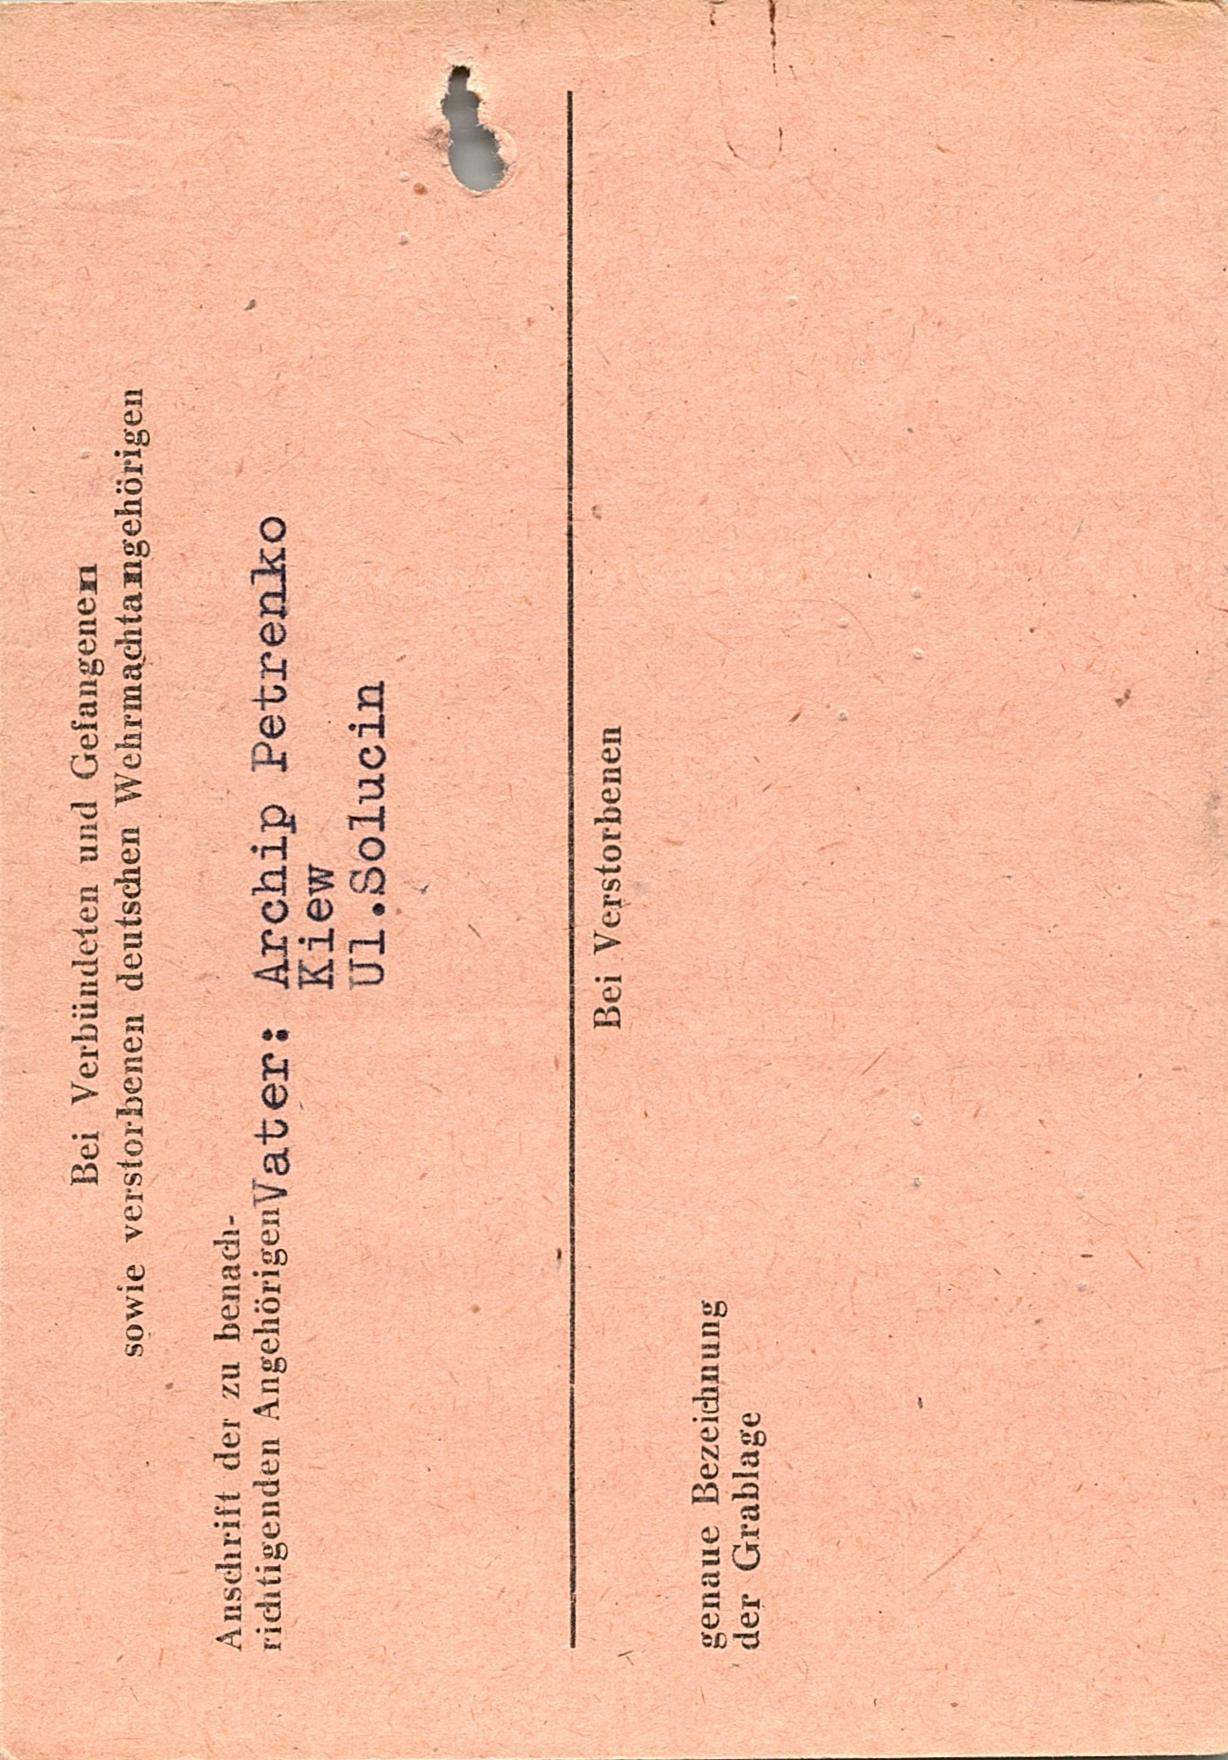 Bei Verbündeten und Gefangenen
sowie verstorbenen deutschen Wehrmachtangehörigen
Anschrift der zu benach-
richtigenden Angehörigen Vater: Archip Petrenko
Kiew
Ul.Solucin
Bei Verstorbenen
genaue Bezeichnung
der Grablage